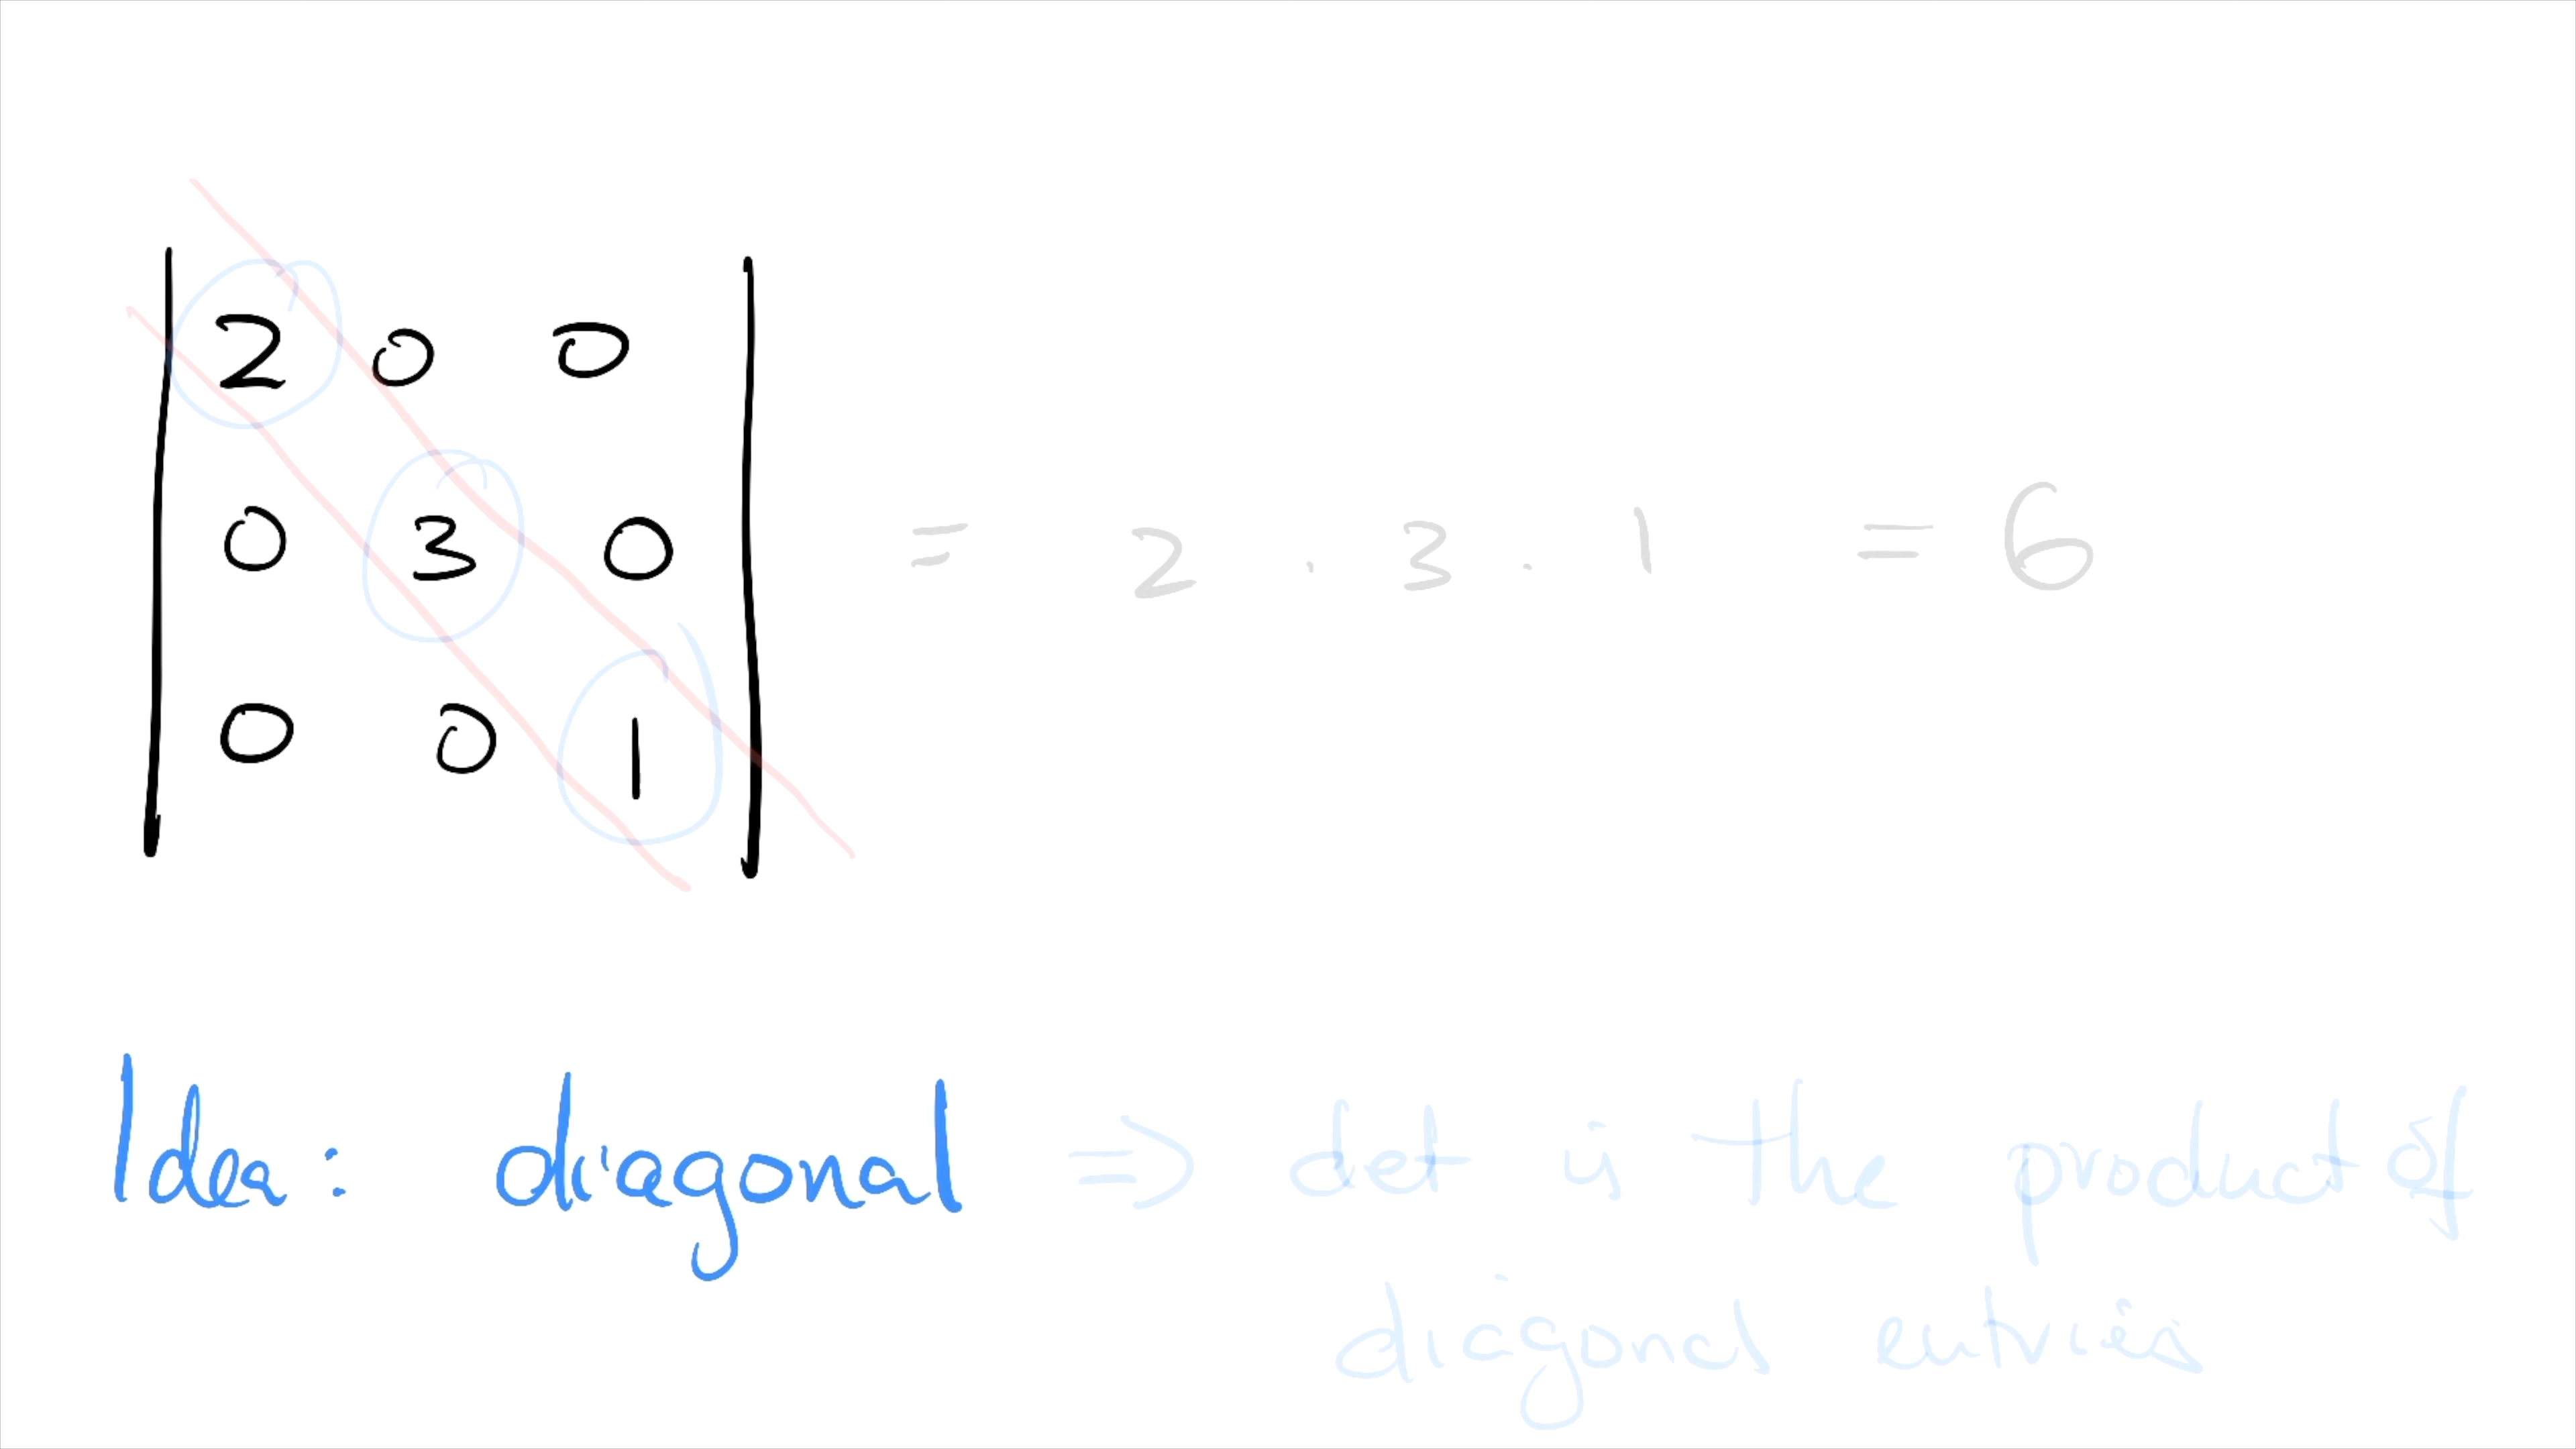 2 0 0
0 3 0 = 2 . 3 . 1 = 6
0 0 1
Idea: diagonal => det is the product of
diagonal entries